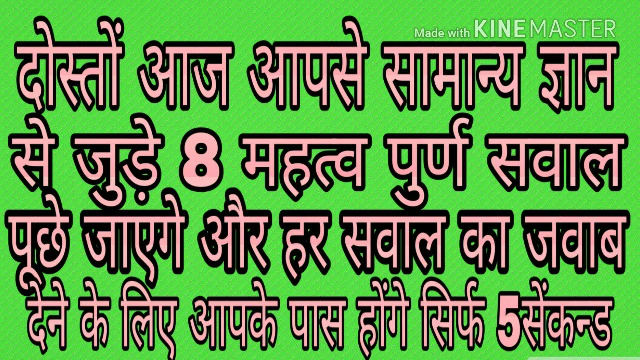 Made with KINEMASTER
दोस्तों आज आपसे सामान्य ज्ञान
से जुड़े 8 महत्व पुर्ण सवाल
पूछे जाएगे और हर सवाल का जवाब
देने के लिए आपके पास होंगे सिर्फ 5सेंकन्ड